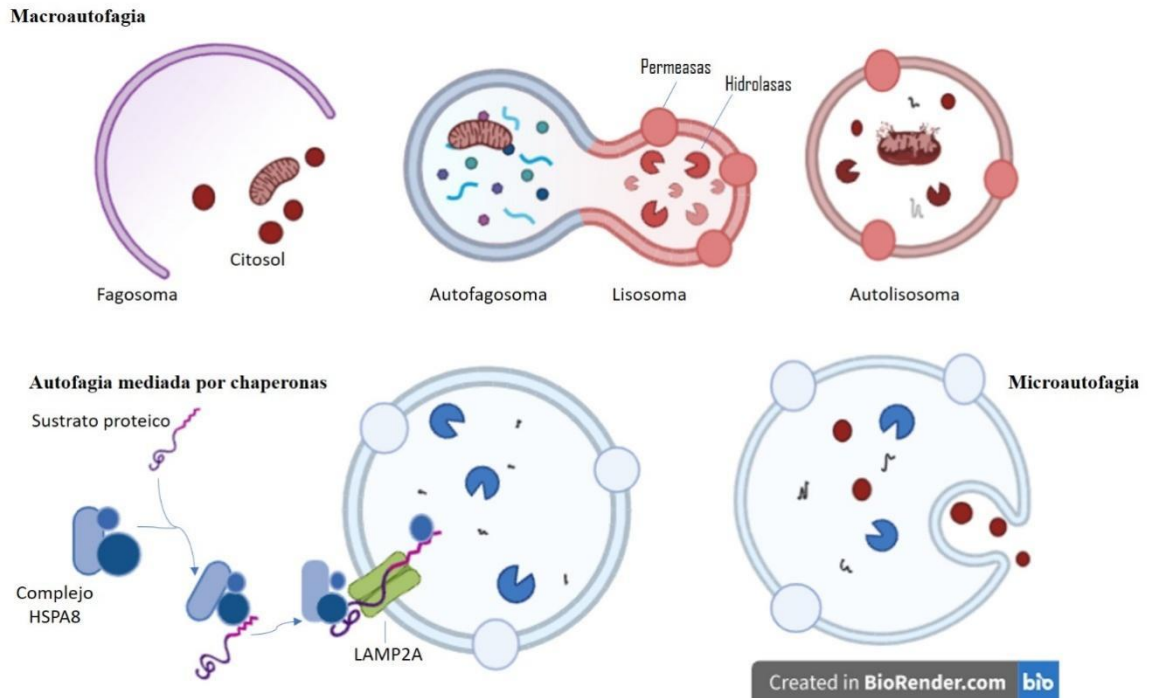 Macroautofagia
Permeasas
Hidrolasas
Citosol
Fagosoma
Autofagosoma
Lisosoma
Autolisosoma
Autofagia mediada por chaperonas
Sustrato proteico
Complejo
HSPA8
LAMP2A
Microautofagia
Created in BioRender.com bio